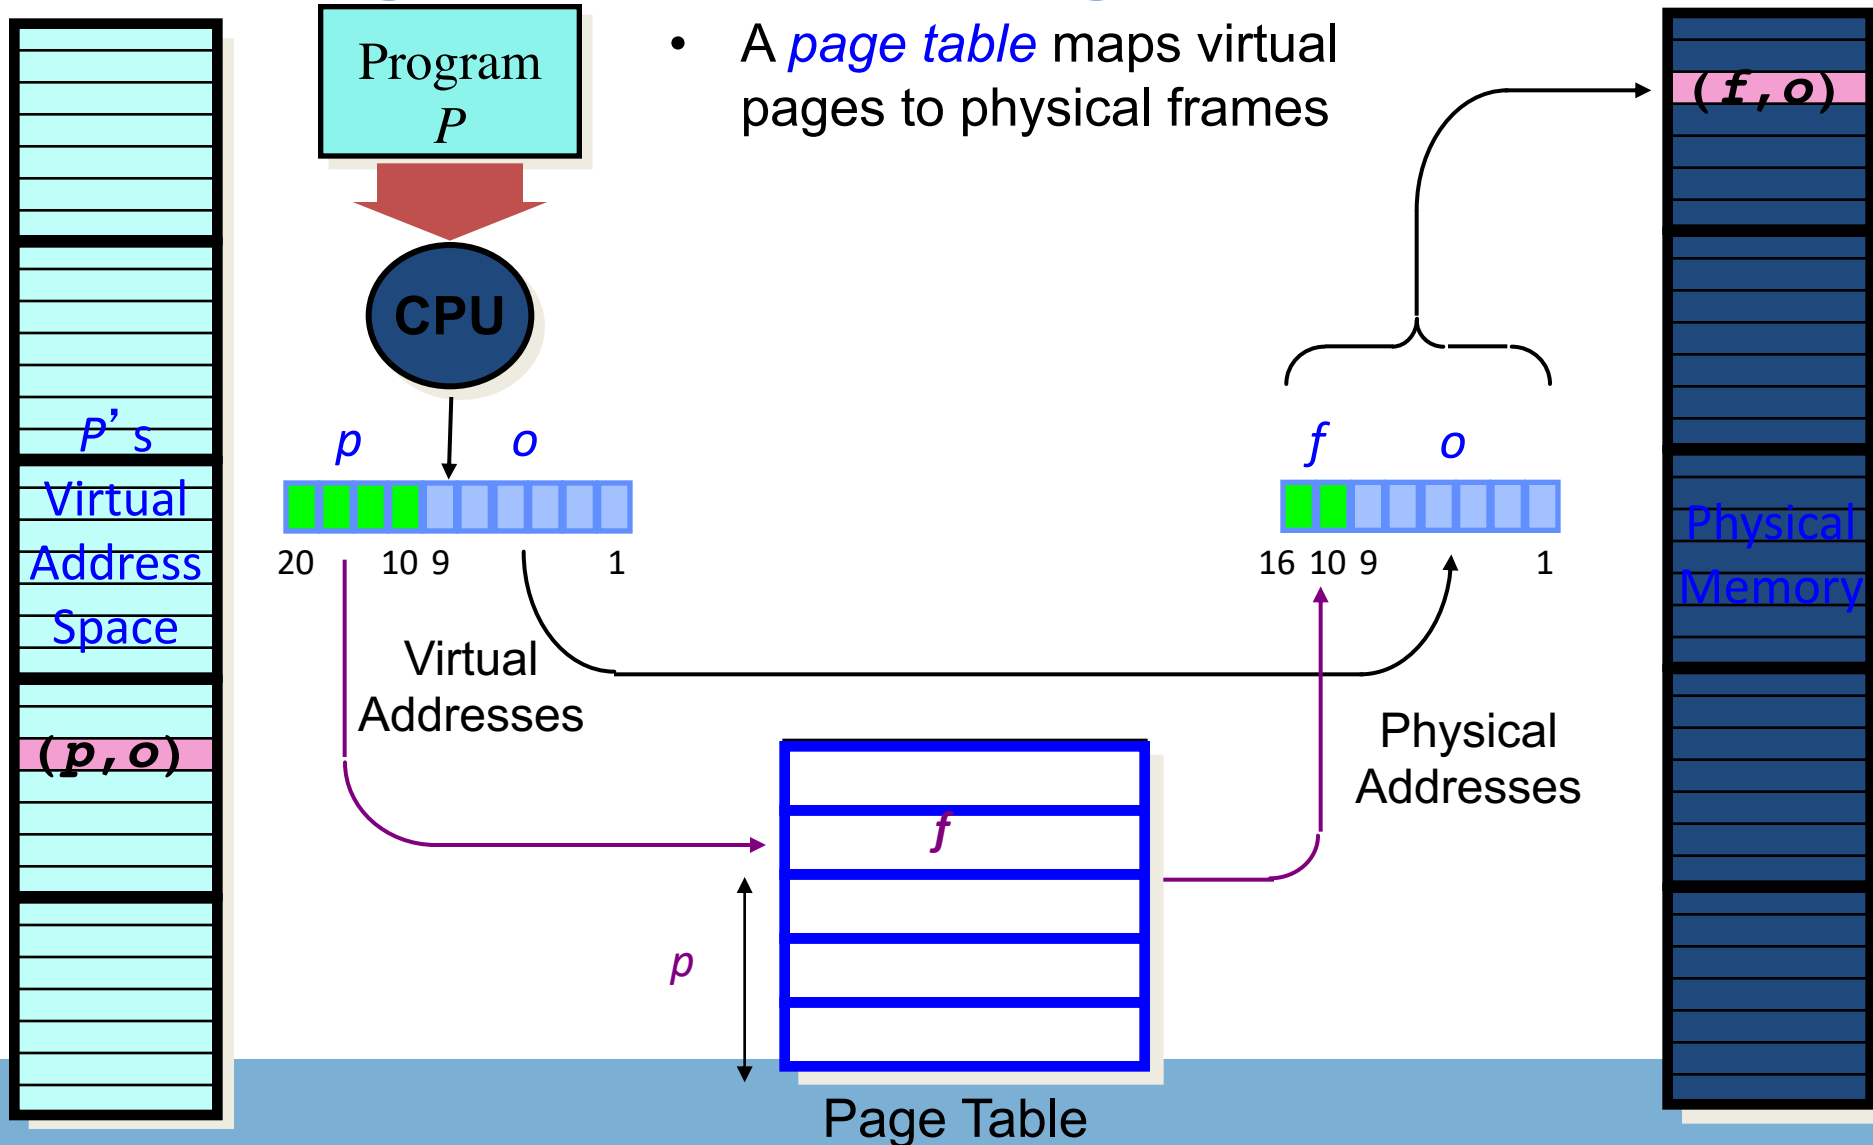 Program
P
• A page table maps virtual
pages to physical frames
(f,o)
CPU
P's
Virtual
Address
Space
(p,o)
p o
20 10 9 1
Virtual
Addresses
f
p
Page Table
f o
16 10 9 1
Physical
Addresses
Physical
Memory